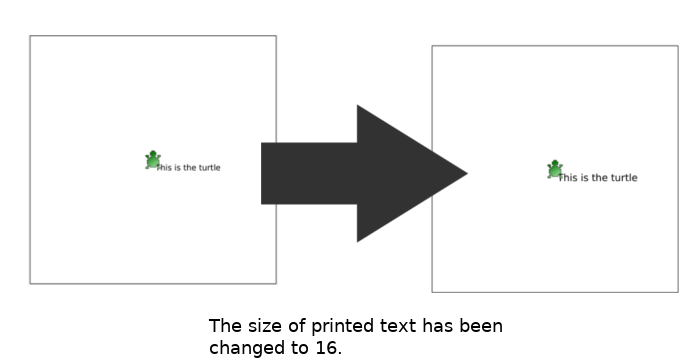 This is the turtle
This is the turtle
The size of printed text has been
changed to 16.